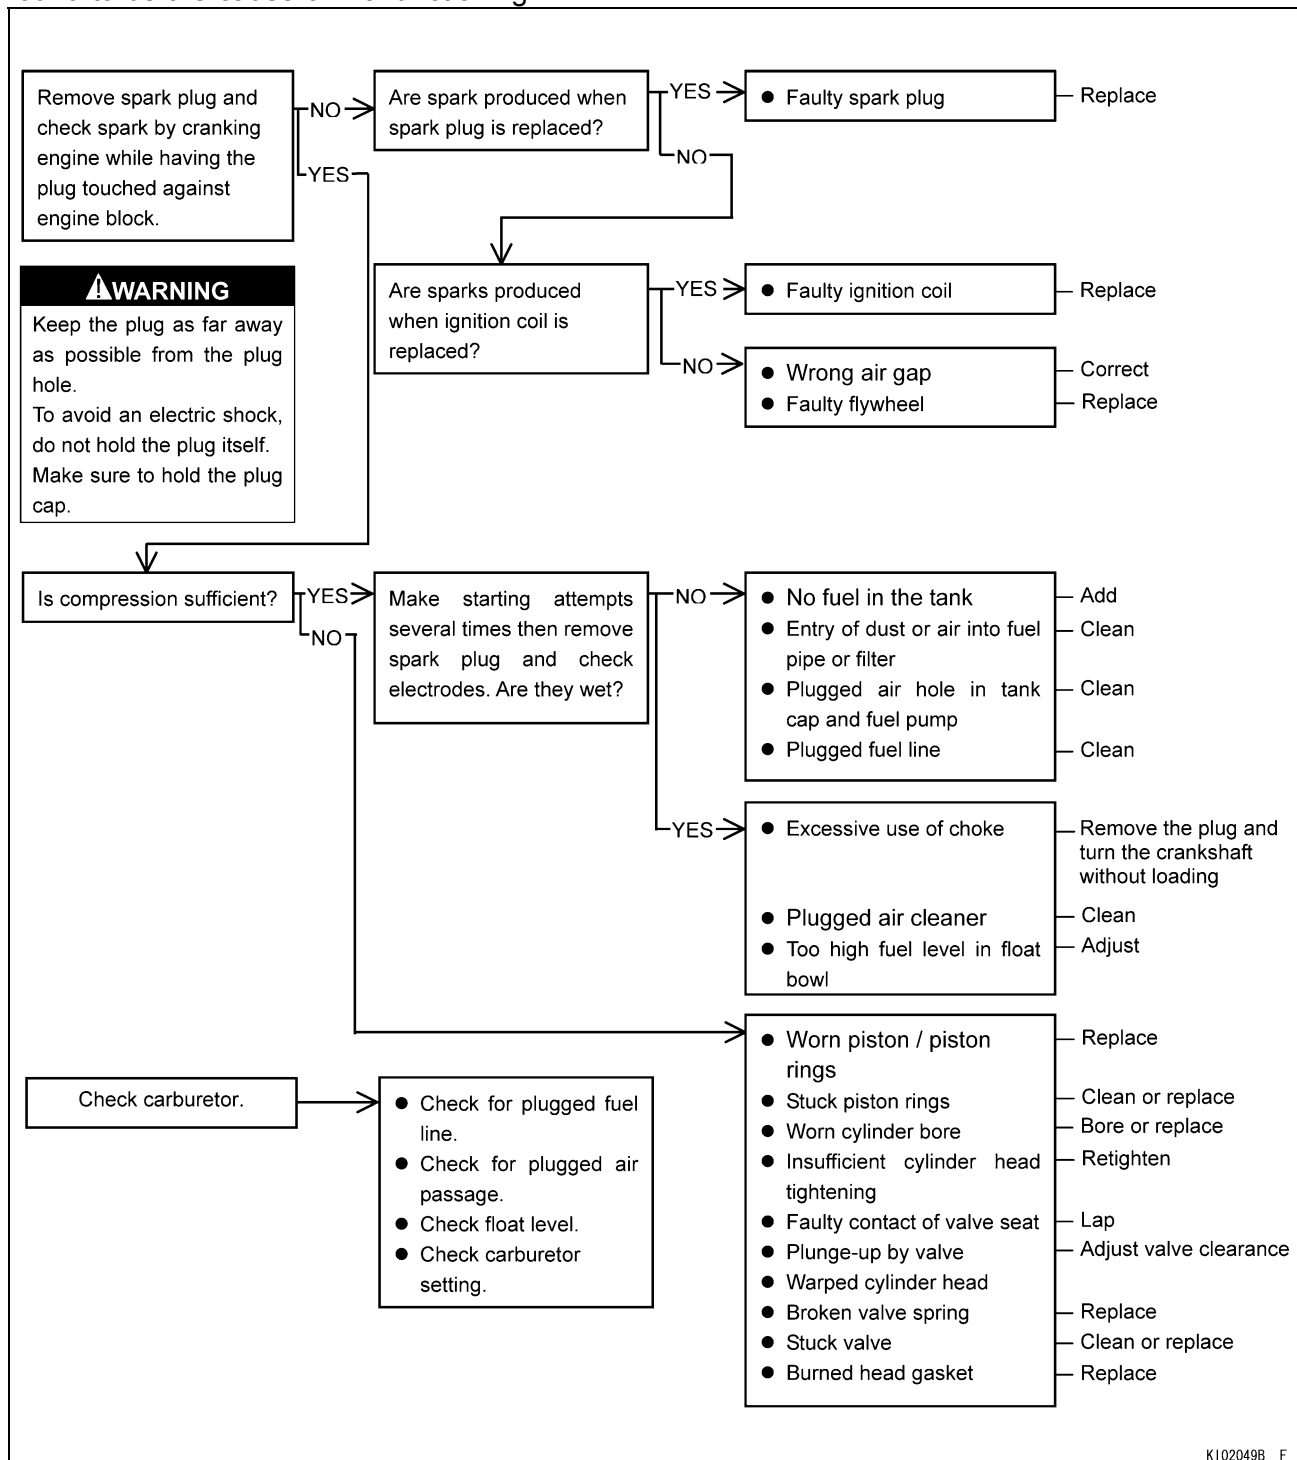 Remove spark plug and
check spark by cranking
engine while having the
plug touched against
engine block.
NO
YES
Are spark produced when
spark plug is replaced?
YES
NO
● Faulty spark plug
Replace
WARNING
Keep the plug as far away
as possible from the plug
hole.
To avoid an electric shock,
do not hold the plug itself.
Make sure to hold the plug
cap.
Are sparks produced
when ignition coil is
replaced?
YES
NO
● Faulty ignition coil
Replace
● Wrong air gap
Correct
● Faulty flywheel
Replace
Is compression sufficient?
YES
NO
Make starting attempts
several times then remove
spark plug and check
electrodes. Are they wet?
NO
YES
● No fuel in the tank
Add
● Entry of dust or air into fuel
pipe or filter
Clean
● Plugged air hole in tank
cap and fuel pump
Clean
● Plugged fuel line
Clean
● Excessive use of choke
Remove the plug and
turn the crankshaft
without loading
● Plugged air cleaner
Clean
● Too high fuel level in float
bowl
Adjust
● Worn piston / piston
rings
Replace
● Stuck piston rings
Clean or replace
● Worn cylinder bore
Bore or replace
● Insufficient cylinder head
tightening
Retighten
● Faulty contact of valve seat
Lap
● Plunge-up by valve
Adjust valve clearance
● Warped cylinder head
● Broken valve spring
Replace
● Stuck valve
Clean or replace
● Burned head gasket
Replace
Check carburetor.
● Check for plugged fuel
line.
● Check for plugged air
passage.
● Check float level.
● Check carburetor
setting.
KI02049B E